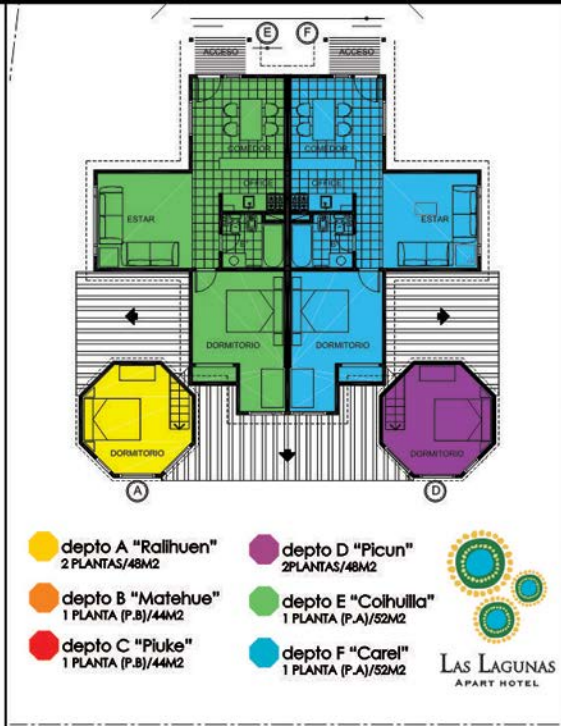 E F
ACCESO ACCESO
COMEDOR COMEDOR
OFFICE OFFICE
ESTAR ESTAR
DORMITORIO DORMITORIO
DORMITORIO DORMITORIO
A D
depto A “Ralihuen”
2 PLANTAS/48M2
depto B “Matehue”
1 PLANTA (P.B)/44M2
depto C “Piuke”
1 PLANTA (P.B)/44M2
depto D “Picun”
2PLANTAS/48M2
depto E “Coihuilla”
1 PLANTA (P.A)/52M2
depto F “Carel”
1 PLANTA (P.A)/52M2
LAS LAGUNAS
APART HOTEL